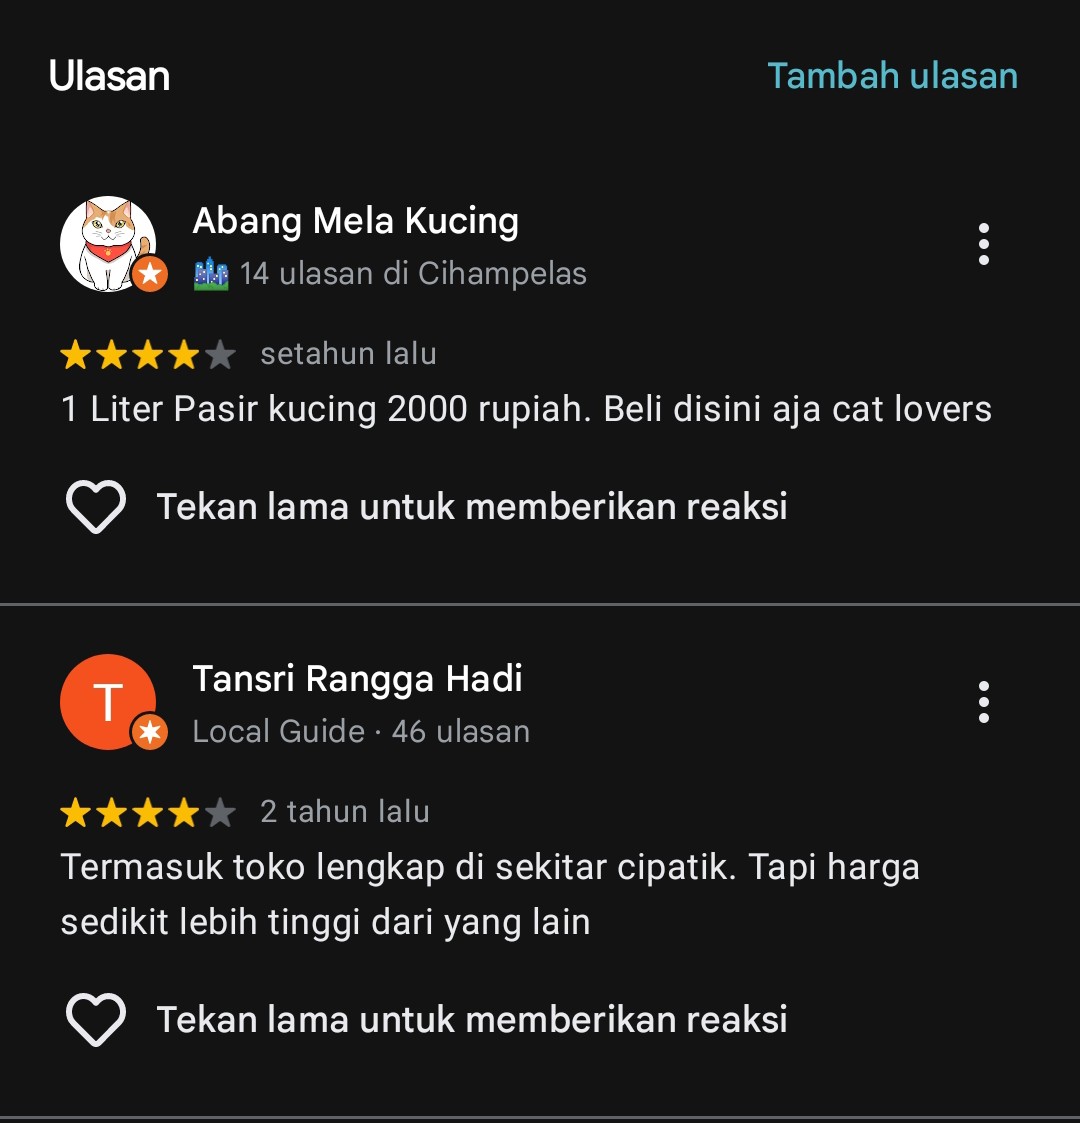 Ulasan
Tambah ulasan
Abang Mela Kucing
14 ulasan di Cihampelas
setahun lalu
1 Liter Pasir kucing 2000 rupiah. Beli disini aja cat lovers
Tekan lama untuk memberikan reaksi
T
Tansri Rangga Hadi
Local Guide · 46 ulasan
2 tahun lalu
Termasuk toko lengkap di sekitar cipatik. Tapi harga
sedikit lebih tinggi dari yang lain
Tekan lama untuk memberikan reaksi